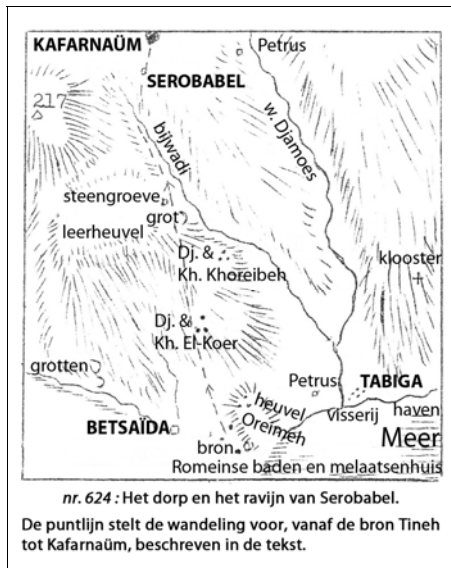 KAFARNAÜM
Petrus
SEROBABEL
217
w. Djamoes
bijwadi
steengroeve
grot
leerheuvel
Dj. &
Kh. Khoreibeh
klooster
Dj. &
Kh. El-Koer
grotten
Petrus
TABIGA
heuvel
Oreimeh
visserij
haven
BETSAÏDA
Meer
bron
Romeinse baden en melaatsenhuis
nr. 624 : Het dorp en het ravijn van Serobabel.
De puntlijn stelt de wandeling voor, vanaf de bron Tineh
tot Kafarnaüm, beschreven in de tekst.